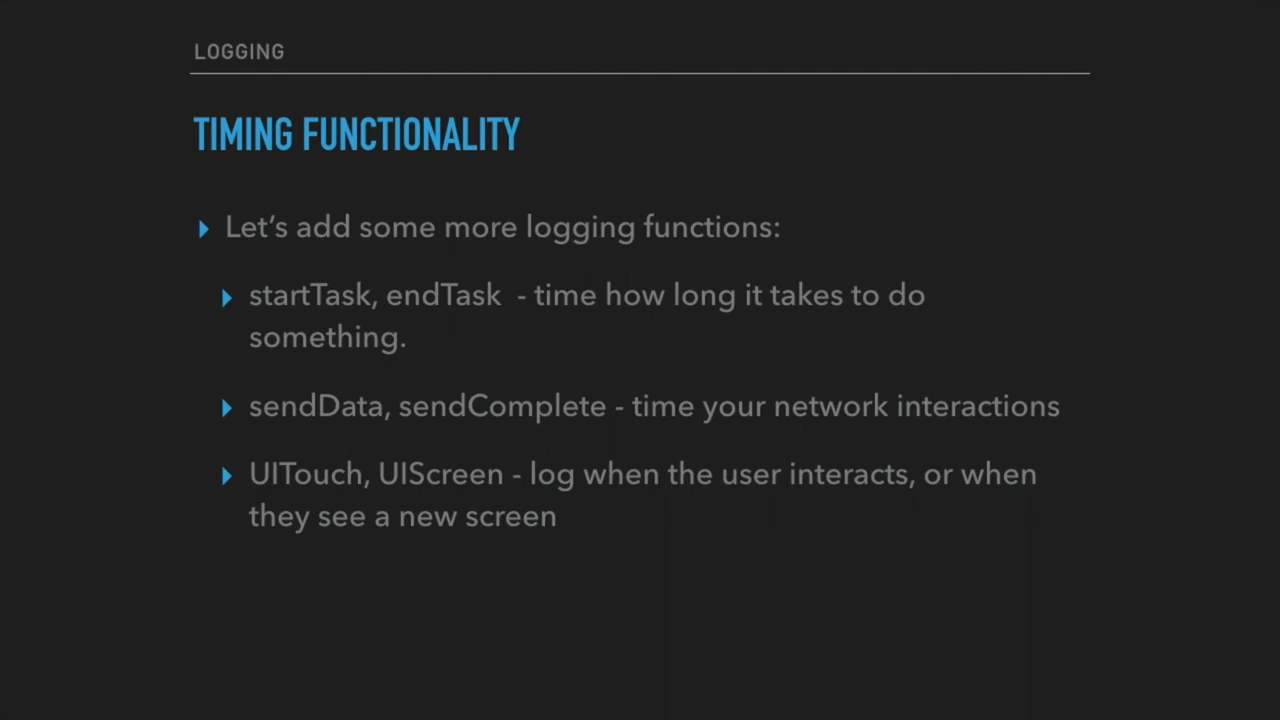 LOGGING
TIMING FUNCTIONALITY
Let's add some more logging functions:
startTask, endTask - time how long it takes to do
something.
sendData, sendComplete - time your network interactions
UITouch, UIScreen - log when the user interacts, or when
they see a new screen